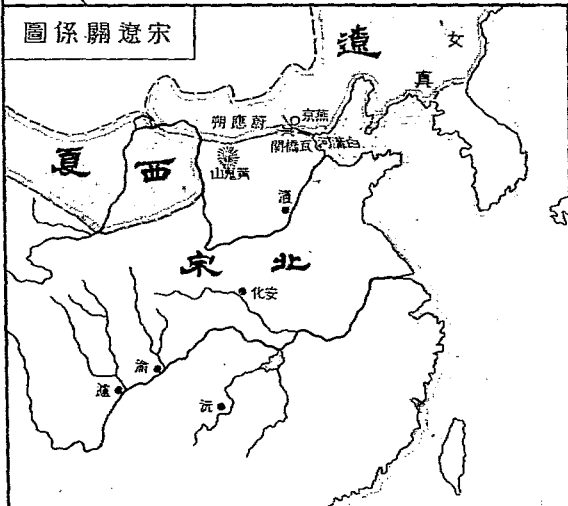 宋遼關係圖
遼
女真
燕京
蔚應朔
白溝河
瓦橋關
黃嵬山
西夏
澶
北宋
安化
渝
瀘
沅